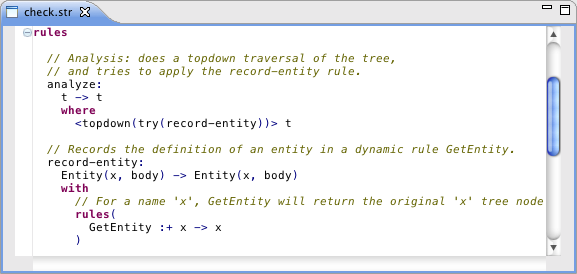 check.str
rules
// Analysis: does a topdown traversal of the tree,
// and tries to apply the record-entity rule.
analyze:
t -> t
where
<topdown(try(record-entity))> t
// Records the definition of an entity in a dynamic rule GetEntity.
record-entity:
Entity(x, body) -> Entity(x, body)
with
// For a name 'x', GetEntity will return the original 'x' tree node
rules(
GetEntity :+ x -> x
)